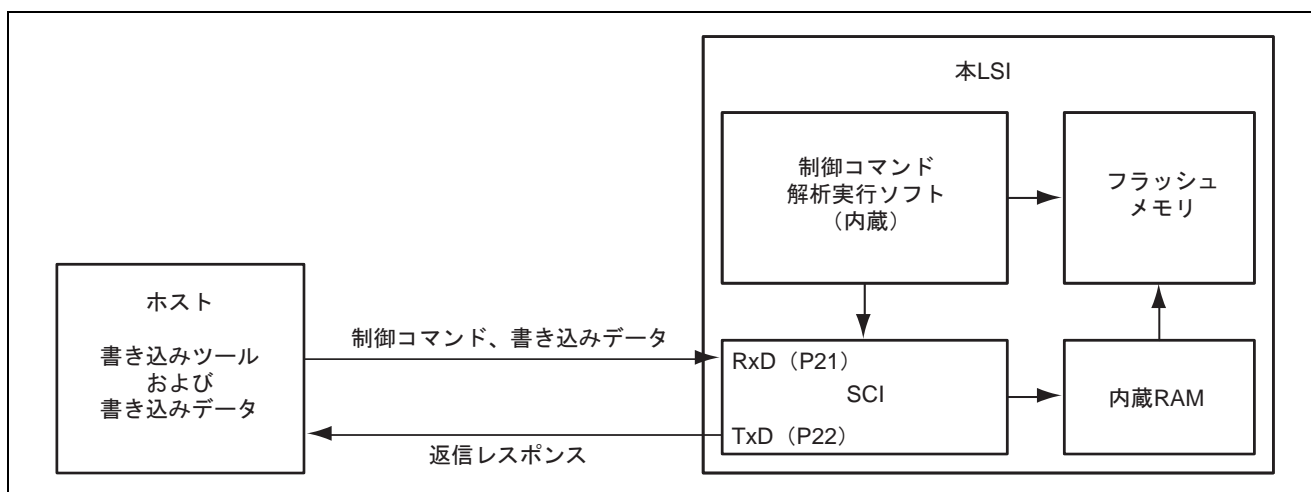 本LSI
制御コマンド
解析実行ソフト
（内蔵）
フラッシュ
メモリ
ホスト
書き込みツール
および
書き込みデータ
制御コマンド、書き込みデータ
RxD（P21）
SCI
TxD（P22）
内蔵RAM
返信レスポンス